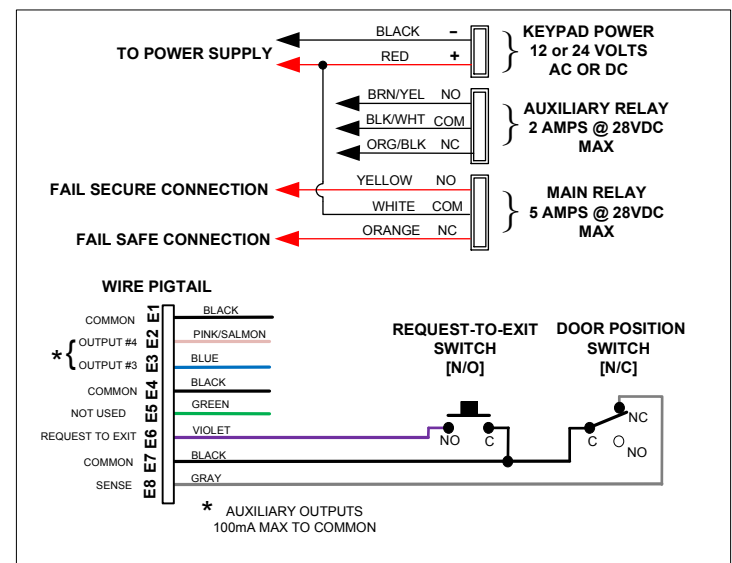 TO POWER SUPPLY
BLACK -
RED +
KEYPAD POWER
12 or 24 VOLTS
AC OR DC
BRN/YEL NO
BLK/WHT COM
ORG/BLK NC
AUXILIARY RELAY
2 AMPS @ 28VDC
MAX
FAIL SECURE CONNECTION
YELLOW NO
WHITE COM
ORANGE NC
FAIL SAFE CONNECTION
MAIN RELAY
5 AMPS @ 28VDC
MAX
WIRE PIGTAIL
COMMON E1 BLACK
* { OUTPUT #4 E2 PINK/SALMON
OUTPUT #3 E3 BLUE
COMMON E4 BLACK
NOT USED E5 GREEN
REQUEST TO EXIT E6 VIOLET
COMMON E7 BLACK
SENSE E8 GRAY
REQUEST-TO-EXIT
SWITCH
[N/O]
NO C
DOOR POSITION
SWITCH
[N/C]
NC
C NO
* AUXILIARY OUTPUTS
100mA MAX TO COMMON